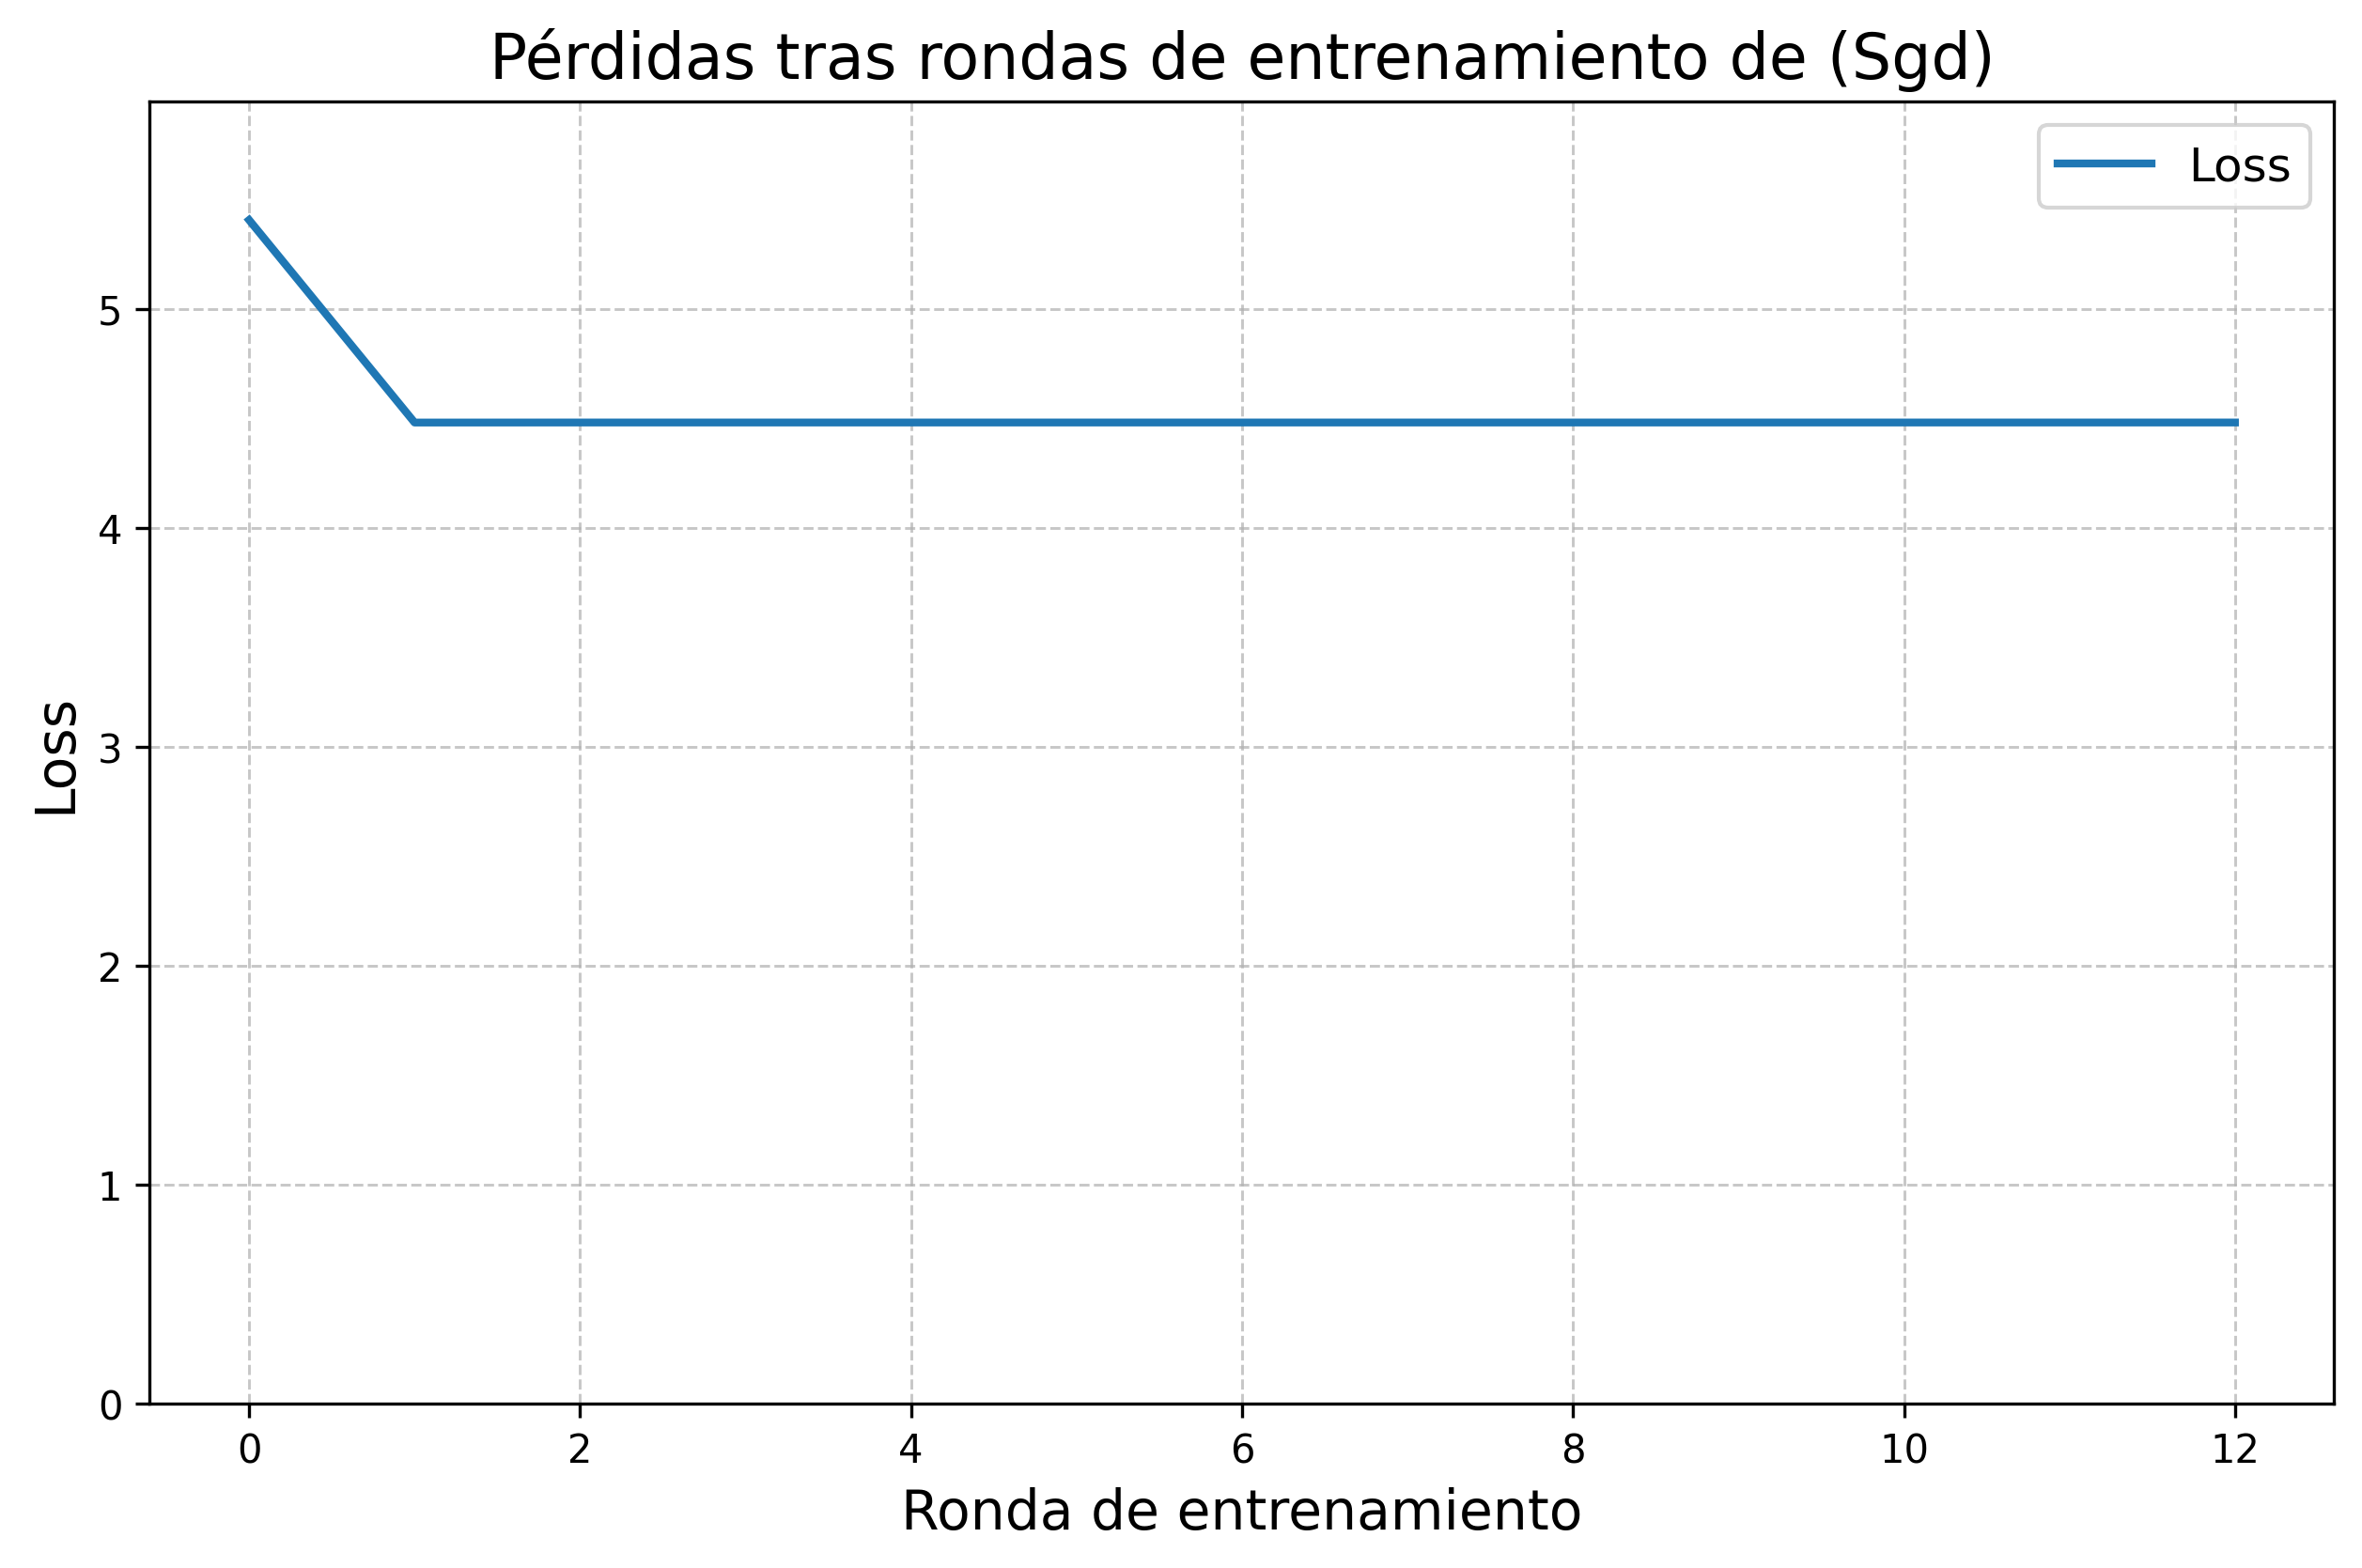 Pérdidas tras rondas de entrenamiento de (Sgd)
Loss
5
4
3
2
1
0
Loss
0 2 4 6 8 10 12
Ronda de entrenamiento